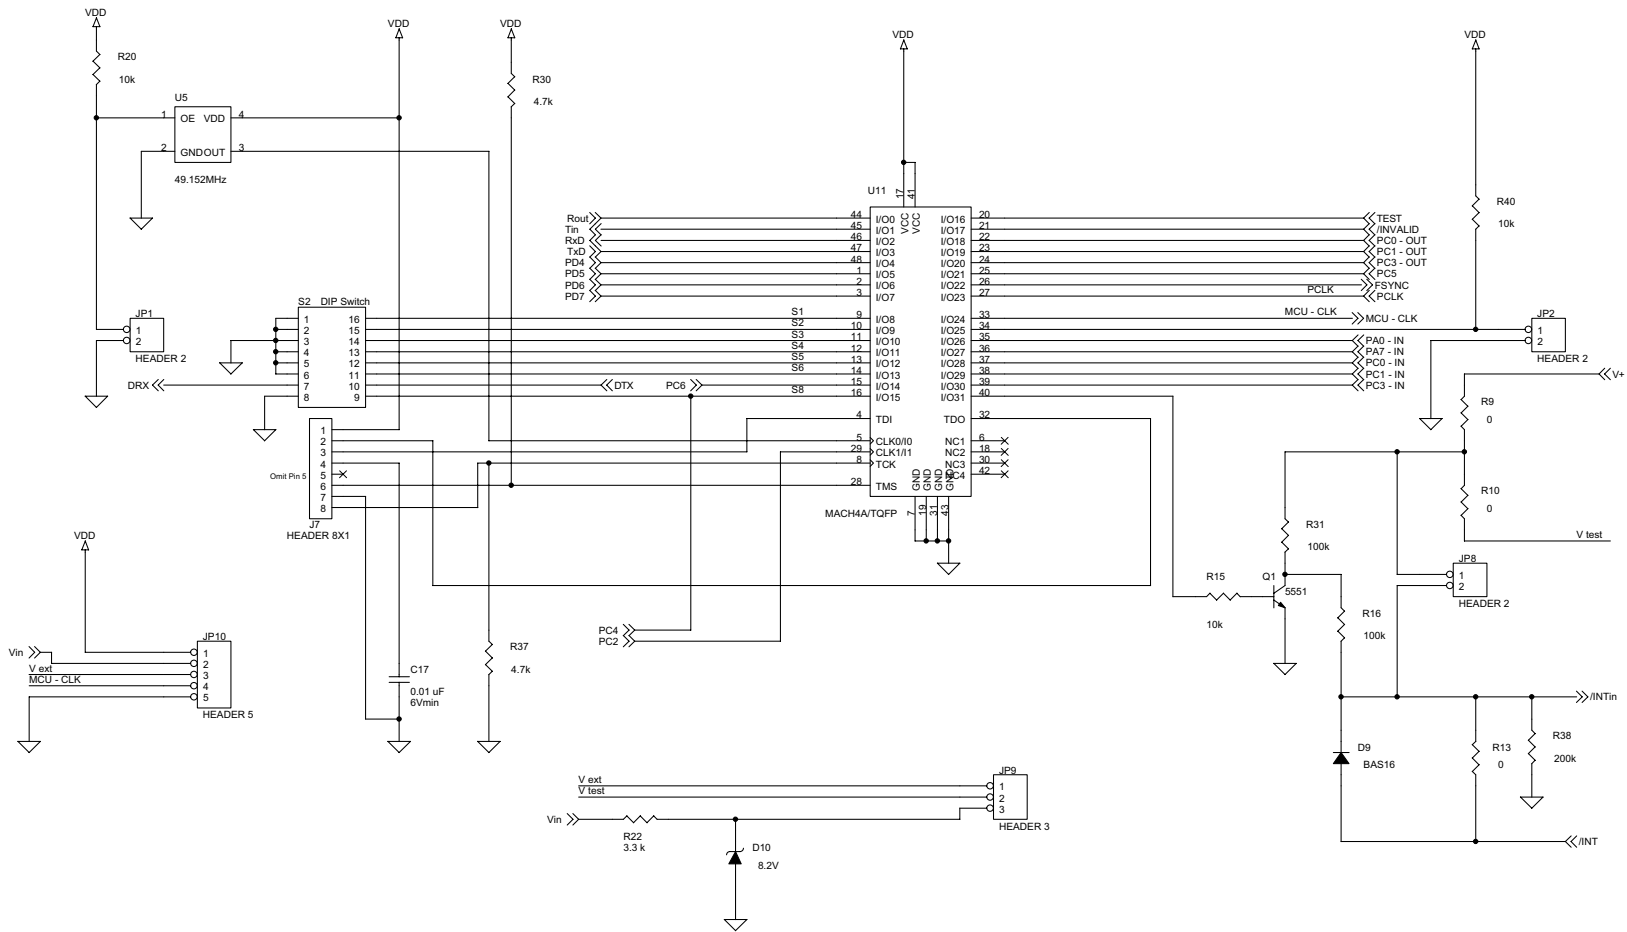 VDD
R20
10k
U5
1 OE VDD 4
2 GND OUT 3
49.152MHz
VDD
VDD
R30
4.7k
VDD
VDD
R40
10k
U11
17 41
VCC VCC
Rout 44 I/O0
Tin 45 I/O1
RxD 46 I/O2
TxD 47 I/O3
PD4 48 I/O4
PD5 1 I/O5
PD6 2 I/O6
PD7 3 I/O7
I/O16 20 TEST
I/O17 21 /INVALID
I/O18 22 PC0 - OUT
I/O19 23 PC1 - OUT
I/O20 24 PC3 - OUT
I/O21 25 PC5
I/O22 26 FSYNC
I/O23 27 PCLK PCLK
S2 DIP Switch
1 16 S1 9 I/O8
2 15 S2 10 I/O9
3 14 S3 11 I/O10
4 13 S4 12 I/O11
5 12 S5 13 I/O12
6 11 S6 14 I/O13
DRX 7 10 DTX PC6 15 I/O14
8 9 S8 16 I/O15
I/O24 33 MCU - CLK MCU - CLK
I/O25 34
I/O26 35 PA0 - IN
I/O27 36 PA7 - IN
I/O28 37 PC0 - IN
I/O29 38 PC1 - IN
I/O30 39 PC3 - IN
I/O31 40
4 TDI
TDO 32
5 CLK0/I0
29 CLK1/I1
8 TCK
28 TMS
NC1 6
NC2 18
NC3 30
NC4 42
GND GND GND GND
7 19 31 43
MACH4A/TQFP
JP1
1
2
HEADER 2
JP2
1
2
HEADER 2
V+
R9
0
R10
0
V test
1
2
3
4
Omit Pin 5 5
6
7
8
J7
HEADER 8X1
R31
100k
Q1
5551
R15
10k
R16
100k
JP8
1
2
HEADER 2
VDD
JP10
Vin 1
2
V ext 3
MCU - CLK 4
5
HEADER 5
PC4
PC2
R37
4.7k
C17
0.01 uF
6Vmin
/INTin
D9
BAS16
R13
0
R38
200k
/INT
JP9
V ext 1
V test 2
Vin 3
HEADER 3
R22
3.3 k
D10
8.2V